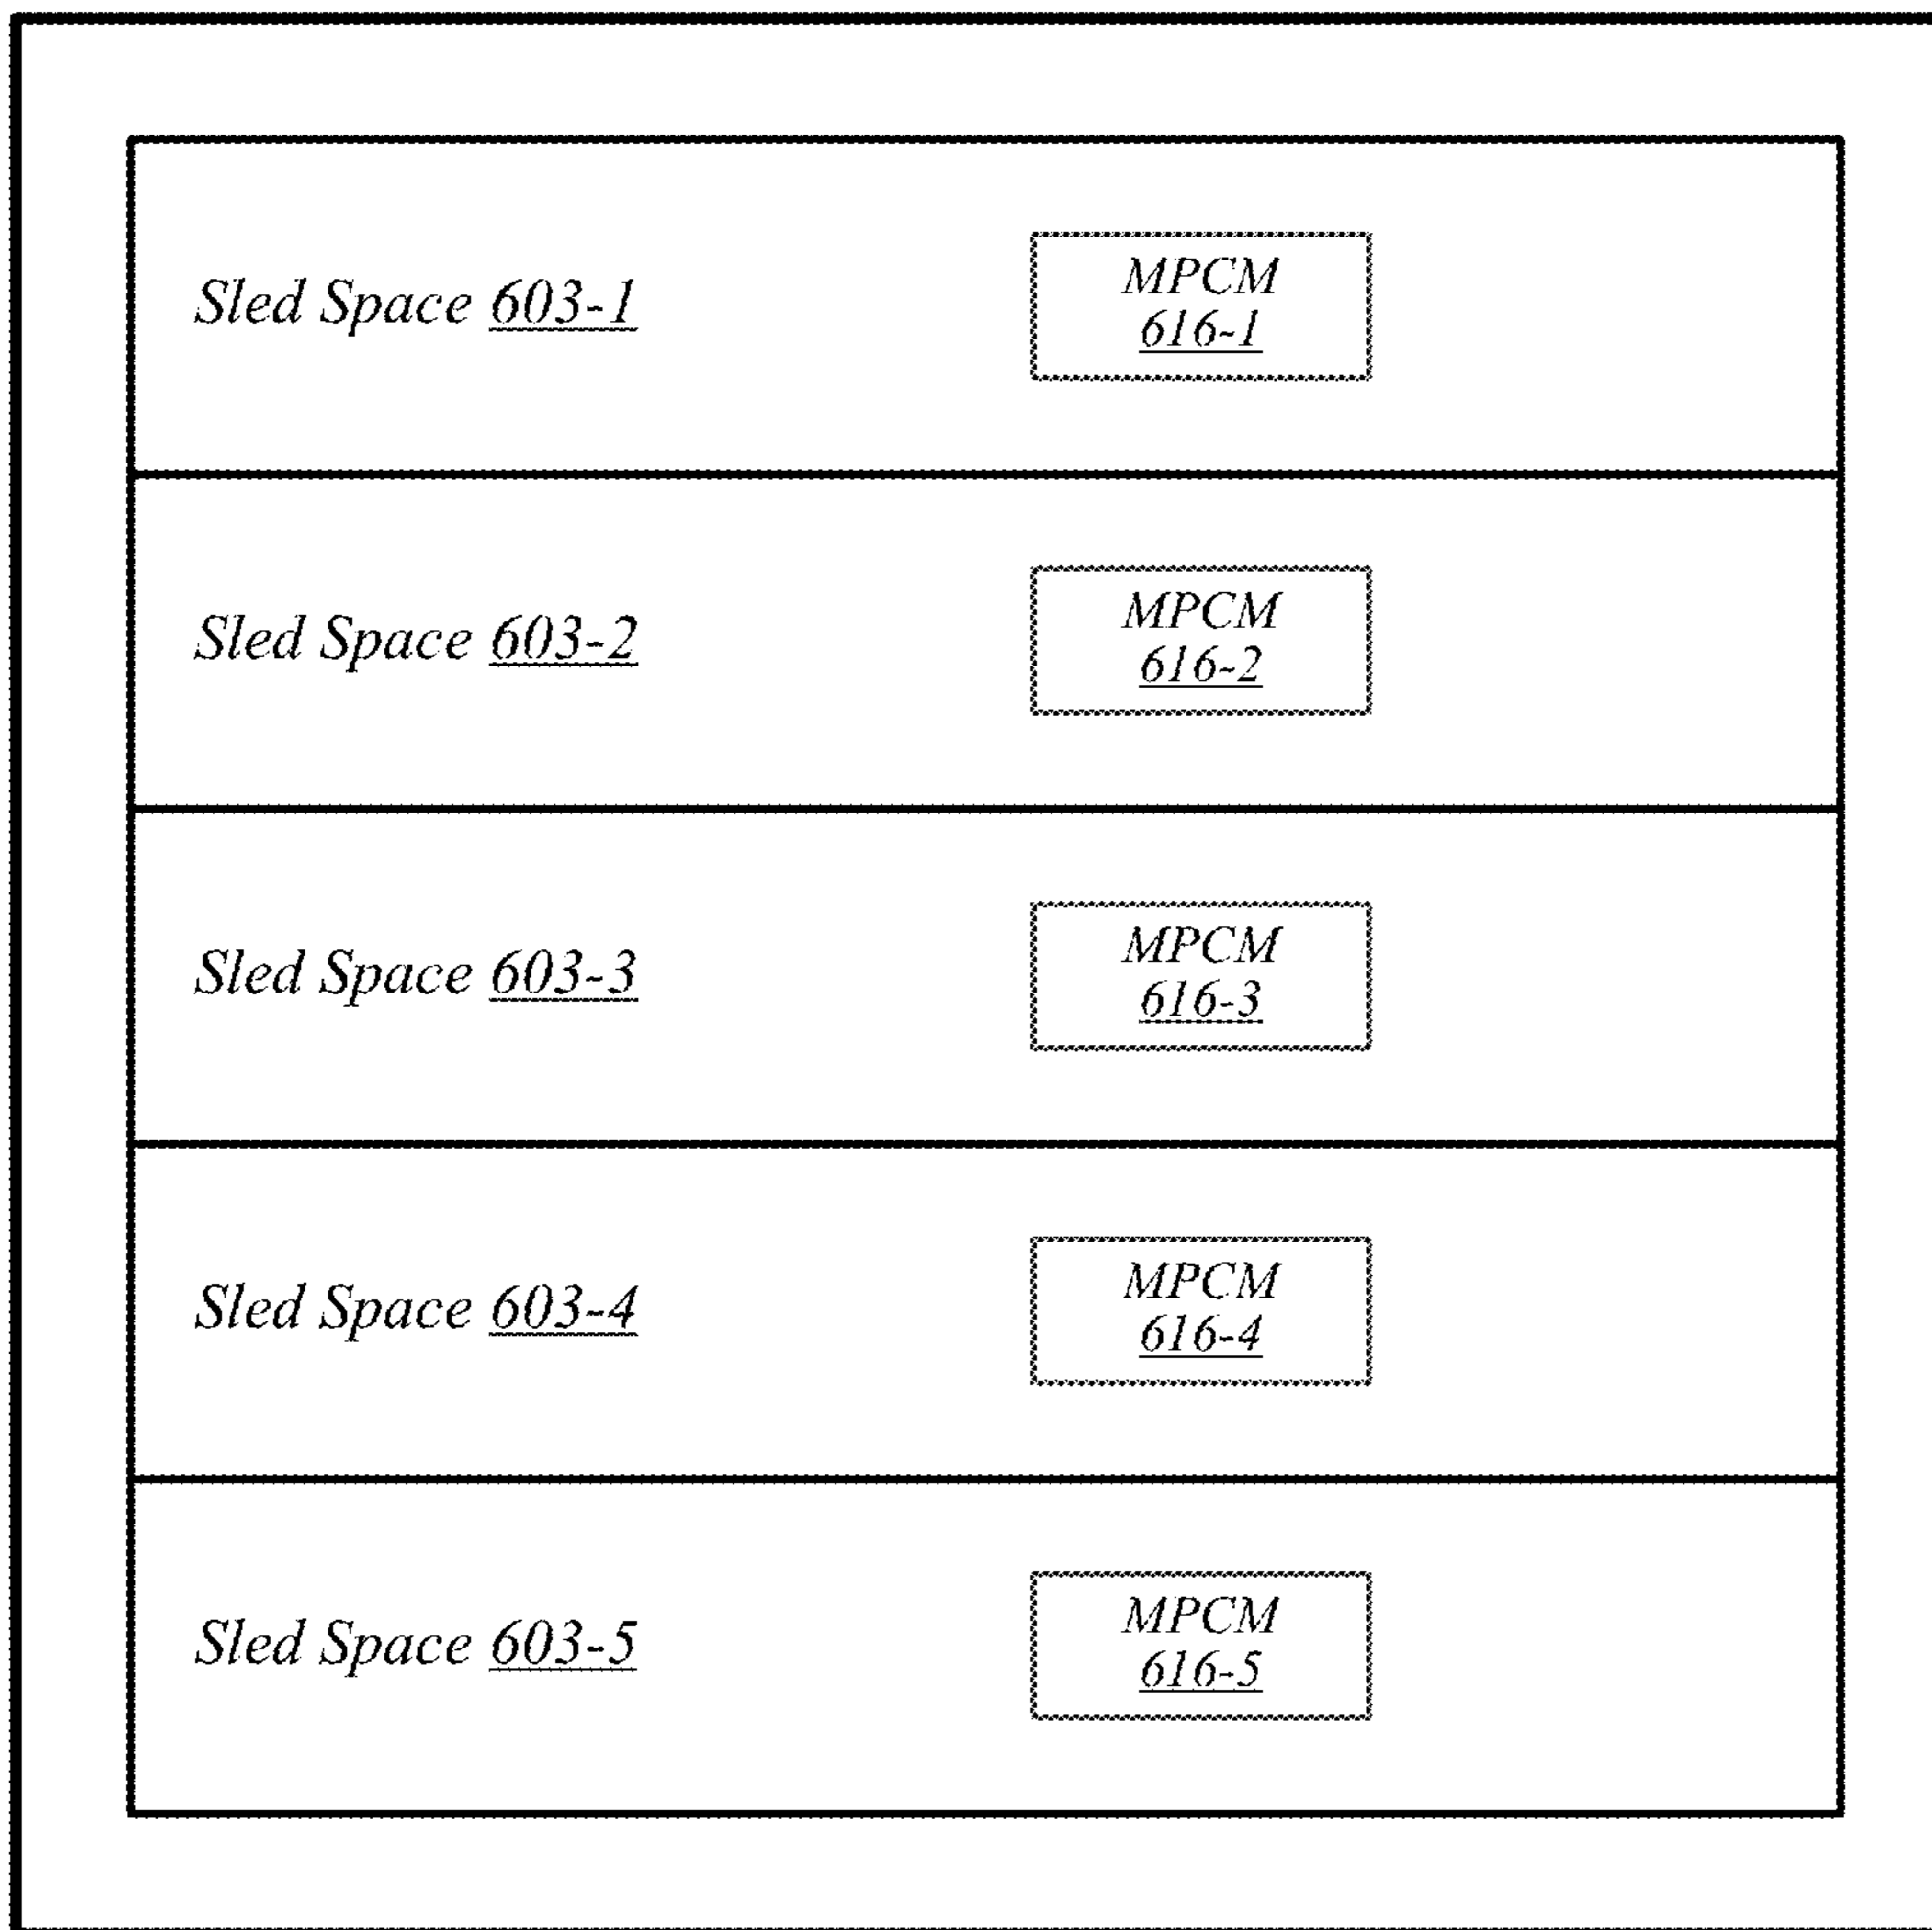 Sled Space 603-1
MPCM
616-1
Sled Space 603-2
MPCM
616-2
Sled Space 603-3
MPCM
616-3
Sled Space 603-4
MPCM
616-4
Sled Space 603-5
MPCM
616-5